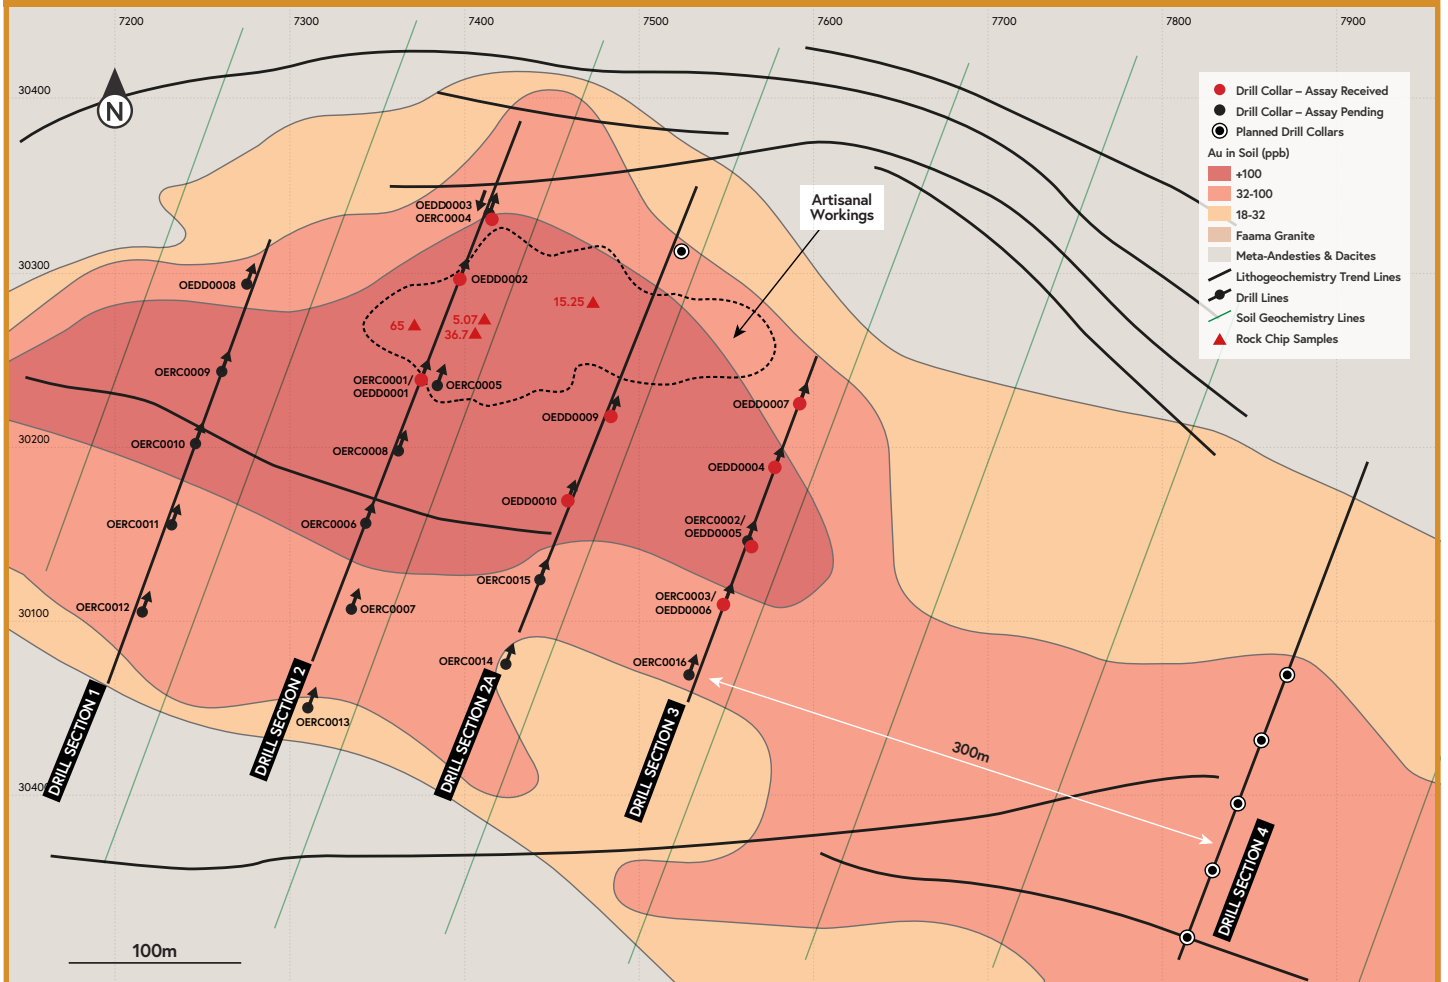 7200 7300 7400 7500 7600 7700 7800 7900
30400
N
Drill Collar – Assay Received
Drill Collar – Assay Pending
Planned Drill Collars
Au in Soil (ppb)
+100
32-100
18-32
Faama Granite
Meta-Andesties & Dacites
Lithogeochemistry Trend Lines
Drill Lines
Soil Geochemistry Lines
Rock Chip Samples
Artisanal
Workings
OEDD0003
OERC0004
30300
OEDD0008
OEDD0002
15.25
65
5.07
36.7
OERC0009
OERC0001/
OEDD0001
OERC0005
OEDD0007
OEDD0009
30200
OERC0010
OERC0008
OEDD0004
OEDD0010
OERC0011
OERC0006
OERC0002/
OEDD0005
OERC0015
30100
OERC0012
OERC0007
OERC0003/
OEDD0006
OERC0014
OERC0016
OERC0013
DRILL SECTION 1
DRILL SECTION 2
DRILL SECTION 2A
DRILL SECTION 3
300m
30400
DRILL SECTION 4
100m